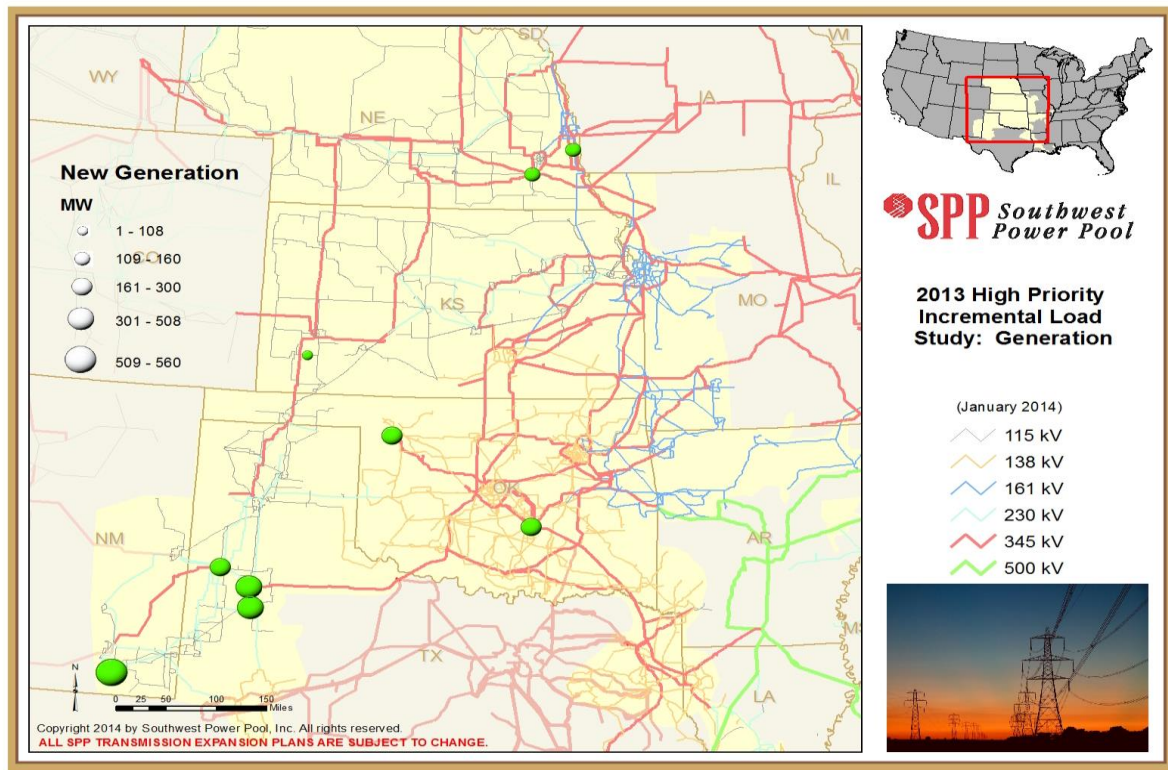 SD
WI
WY
IA
NE
IL
New Generation
MW
1 - 108
109 - 160
CO
161 - 300
301 - 508
509 - 560
KS
MO
OK
NM
AR
TX
MS
LA
N
0 25 50 100 150
Miles
Copyright 2014 by Southwest Power Pool, Inc. All rights reserved.
ALL SPP TRANSMISSION EXPANSION PLANS ARE SUBJECT TO CHANGE.
SPP Southwest
Power Pool
2013 High Priority
Incremental Load
Study: Generation
(January 2014)
115 kV
138 kV
161 kV
230 kV
345 kV
500 kV